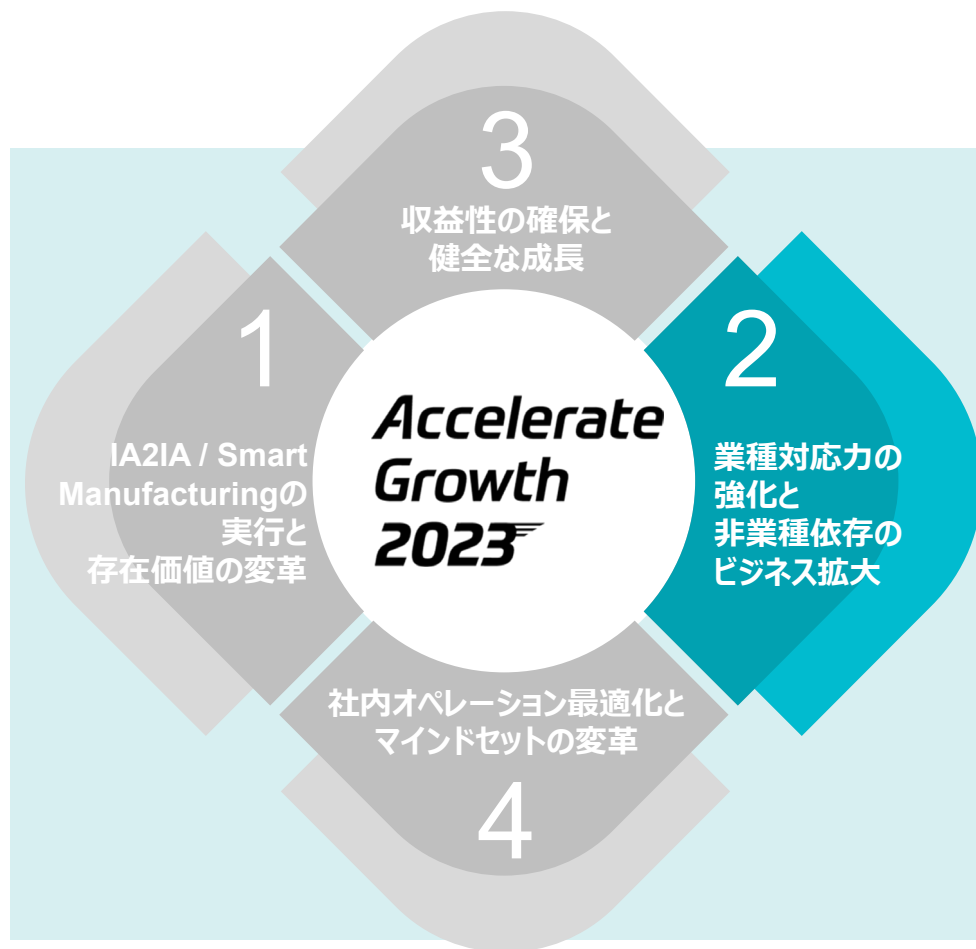 3
収益性の確保と
健全な成長
1
IA2IA / Smart
Manufacturingの
実行と
存在価値の変革
Accelerate
Growth
2023
2
業種対応力の
強化と
非業種依存の
ビジネス拡大
社内オペレーション最適化と
マインドセットの変革
4